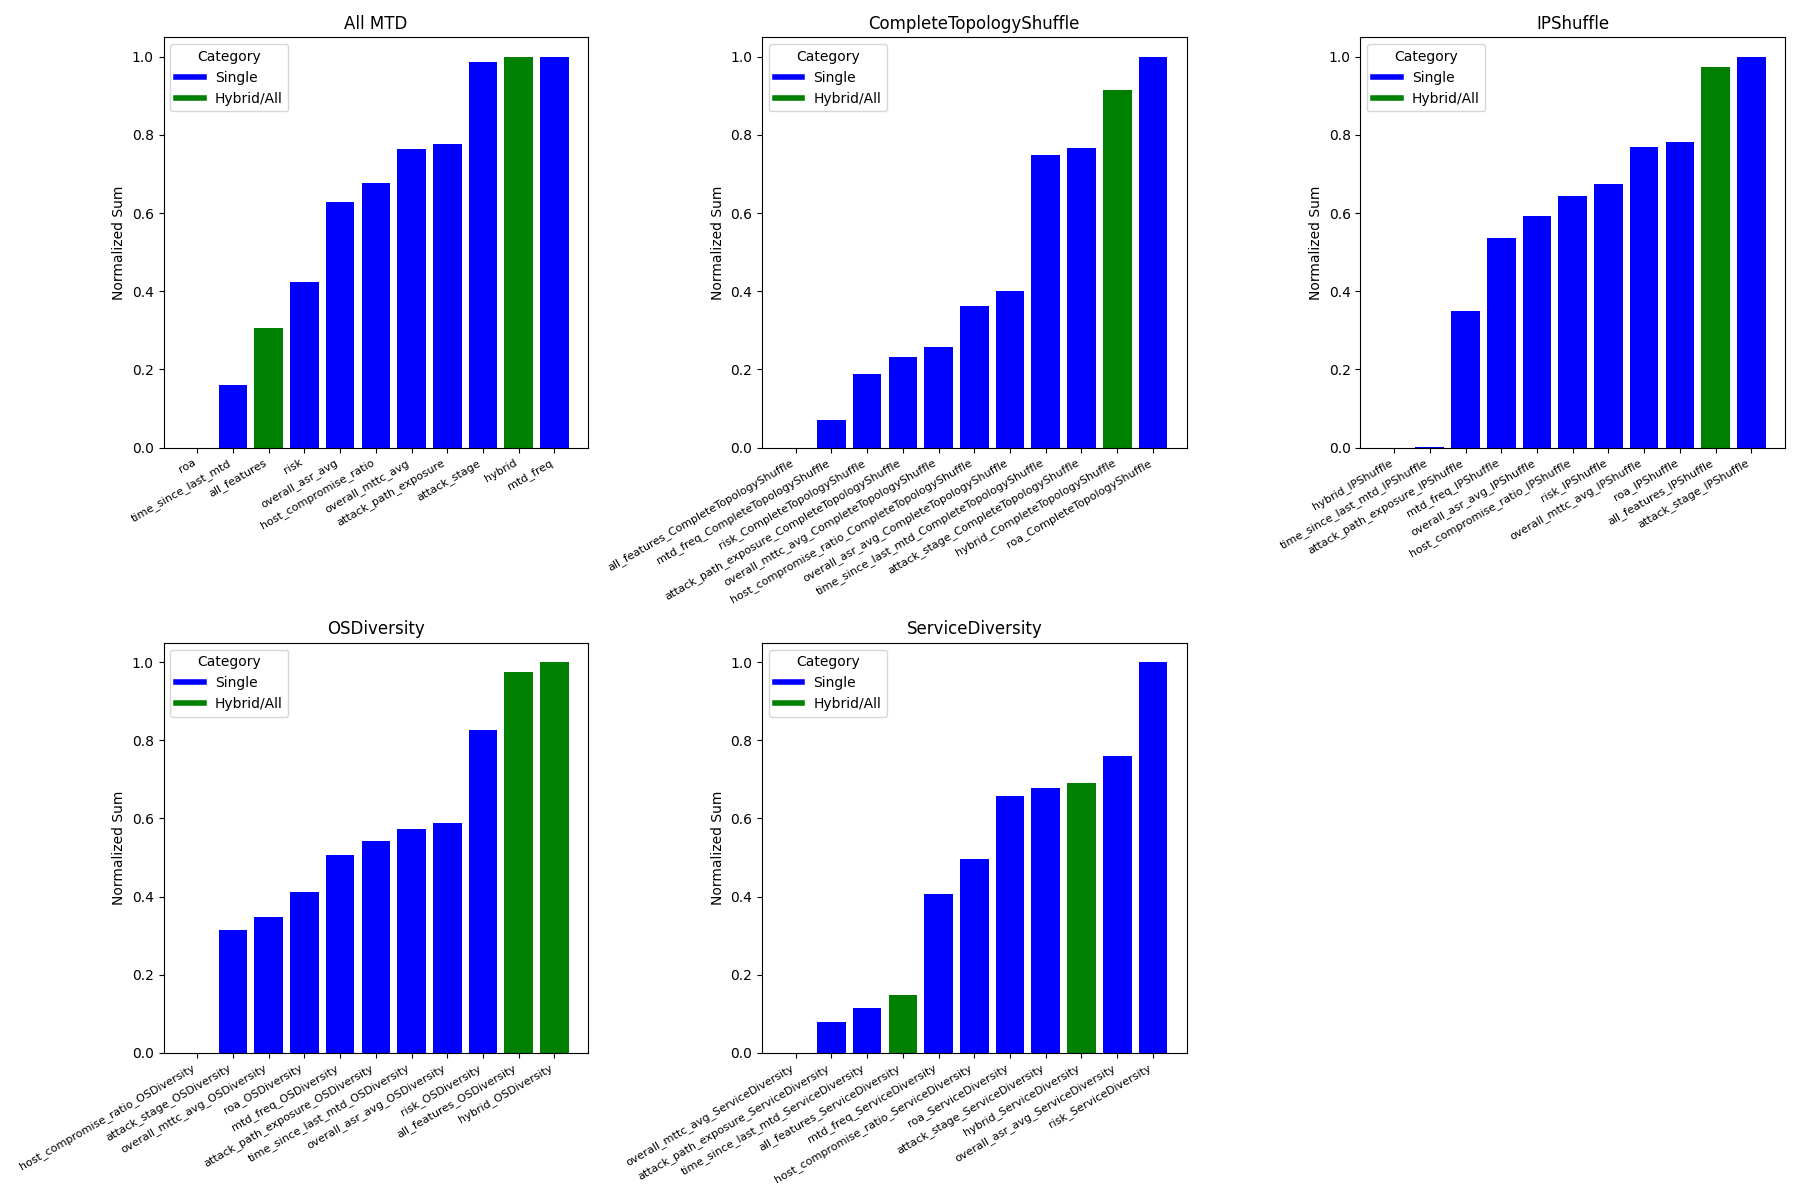 All MTD
Category
Single
Hybrid/All
Normalized Sum
1.0
0.8
0.6
0.4
0.2
0.0
roa
time_since_last_mtd
all_features
risk
overall_asr_avg
host_compromise_ratio
overall_mttc_avg
attack_path_exposure
attack_stage
hybrid
mtd_freq
CompleteTopologyShuffle
Category
Single
Hybrid/All
Normalized Sum
1.0
0.8
0.6
0.4
0.2
0.0
all_features_CompleteTopologyShuffle
mtd_freq_CompleteTopologyShuffle
risk_CompleteTopologyShuffle
attack_path_exposure_CompleteTopologyShuffle
overall_mttc_avg_CompleteTopologyShuffle
host_compromise_ratio_CompleteTopologyShuffle
overall_asr_avg_CompleteTopologyShuffle
time_since_last_mtd_CompleteTopologyShuffle
attack_stage_CompleteTopologyShuffle
hybrid_CompleteTopologyShuffle
roa_CompleteTopologyShuffle
IPShuffle
Category
Single
Hybrid/All
Normalized Sum
1.0
0.8
0.6
0.4
0.2
0.0
hybrid_IPShuffle
time_since_last_mtd_IPShuffle
attack_path_exposure_IPShuffle
mtd_freq_IPShuffle
overall_asr_avg_IPShuffle
host_compromise_ratio_IPShuffle
risk_IPShuffle
overall_mttc_avg_IPShuffle
roa_IPShuffle
all_features_IPShuffle
attack_stage_IPShuffle
OSDiversity
Category
Single
Hybrid/All
Normalized Sum
1.0
0.8
0.6
0.4
0.2
0.0
host_compromise_ratio_OSDiversity
attack_stage_OSDiversity
overall_mttc_avg_OSDiversity
roa_OSDiversity
mtd_freq_OSDiversity
attack_path_exposure_OSDiversity
time_since_last_mtd_OSDiversity
overall_asr_avg_OSDiversity
risk_OSDiversity
all_features_OSDiversity
hybrid_OSDiversity
ServiceDiversity
Category
Single
Hybrid/All
Normalized Sum
1.0
0.8
0.6
0.4
0.2
0.0
overall_mttc_avg_ServiceDiversity
attack_path_exposure_ServiceDiversity
time_since_last_mtd_ServiceDiversity
all_features_ServiceDiversity
mtd_freq_ServiceDiversity
host_compromise_ratio_ServiceDiversity
roa_ServiceDiversity
attack_stage_ServiceDiversity
hybrid_ServiceDiversity
overall_asr_avg_ServiceDiversity
risk_ServiceDiversity